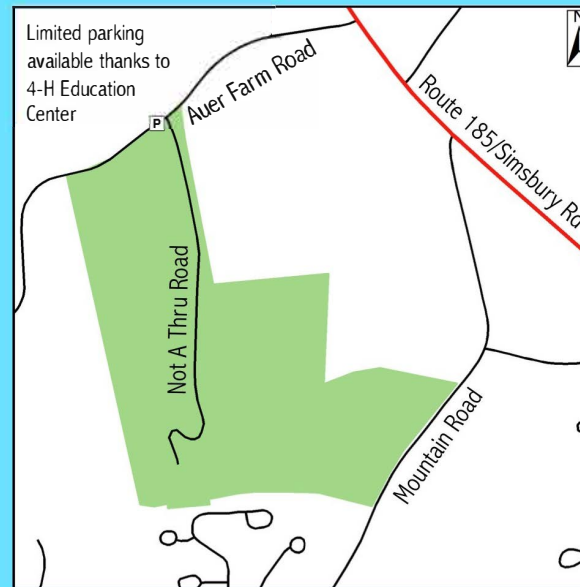 Limited parking
available thanks to
4-H Education
Center
P
Auer Farm Road
N
Route 185/Simsbury Rd
Not A Thru Road
Mountain Road